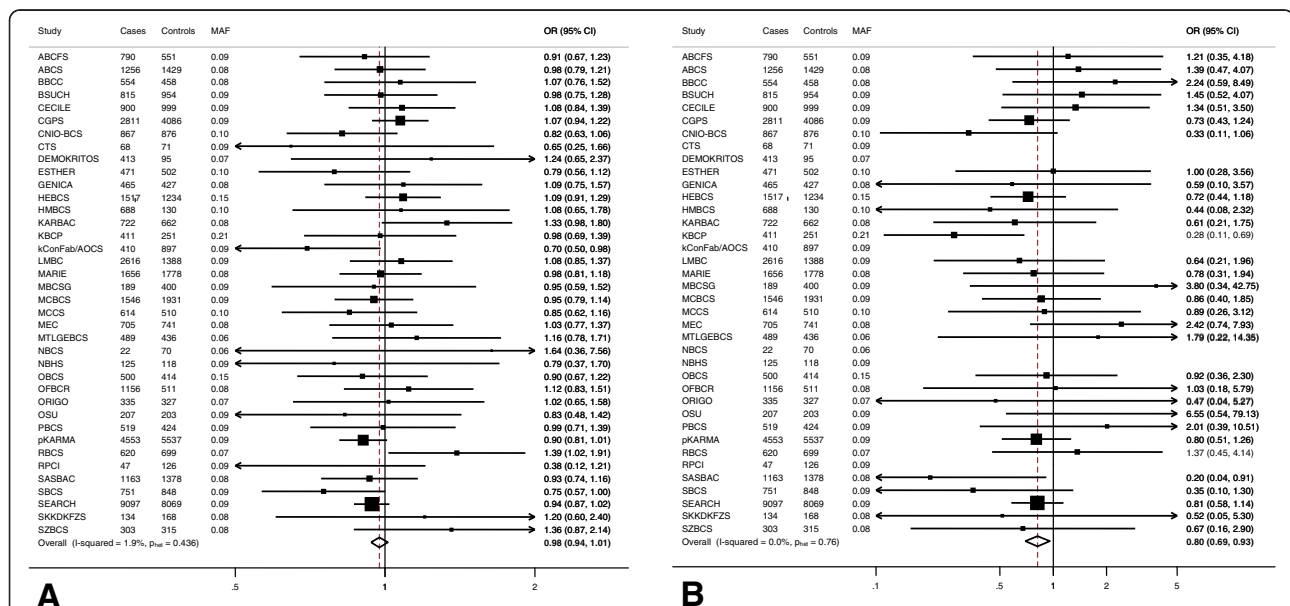 Study Cases Controls MAF OR (95% CI)
ABCFS 790 551 0.09 0.91 (0.67, 1.23)
ABCS 1256 1429 0.09 0.98 (0.79, 1.21)
BBCC 554 458 0.08 1.07 (0.76, 1.52)
BSUCH 815 954 0.09 0.98 (0.75, 1.28)
CECILE 900 999 0.09 1.08 (0.84, 1.39)
CGPS 2811 4086 0.09 1.07 (0.94, 1.22)
CNIO-BCS 867 876 0.10 0.82 (0.63, 1.06)
CTS 68 71 0.09 0.65 (0.25, 1.66)
DEMOKRITOS 413 95 0.07 1.24 (0.65, 2.37)
ESTHER 471 502 0.10 0.79 (0.56, 1.12)
GENICA 465 427 0.08 1.09 (0.75, 1.57)
HEBCS 1517 1234 0.15 1.09 (0.91, 1.29)
HMBCS 688 130 0.10 1.08 (0.65, 1.78)
KARBAC 722 662 0.08 1.33 (0.98, 1.80)
KBCP 411 251 0.21 0.98 (0.69, 1.39)
kConFab/AOCS 410 897 0.09 0.70 (0.50, 0.98)
LMBC 2616 1388 0.09 1.08 (0.85, 1.37)
MARIE 1656 1778 0.08 0.98 (0.81, 1.18)
MBCSG 189 400 0.09 0.95 (0.59, 1.52)
MCBCS 1546 1931 0.09 0.95 (0.79, 1.14)
MCCS 614 510 0.10 0.85 (0.62, 1.16)
MEC 705 741 0.08 1.03 (0.77, 1.37)
MTLGEBCS 489 436 0.06 1.16 (0.78, 1.71)
NBCS 22 70 0.06 1.64 (0.36, 7.56)
NBHS 125 118 0.09 0.79 (0.37, 1.70)
OBCS 500 414 0.15 0.90 (0.67, 1.22)
OFBCR 1156 511 0.08 1.12 (0.83, 1.51)
ORIGO 335 327 0.07 1.02 (0.65, 1.58)
OSU 207 203 0.09 0.83 (0.48, 1.42)
PBCS 519 424 0.09 0.99 (0.71, 1.39)
pKARMA 4553 5537 0.09 0.90 (0.81, 1.01)
RBCS 620 699 0.07 1.39 (1.02, 1.91)
RPCI 47 126 0.09 0.38 (0.12, 1.21)
SASBAC 1163 1378 0.08 0.93 (0.74, 1.16)
SBCS 751 848 0.09 0.75 (0.57, 1.00)
SEARCH 9097 8069 0.09 0.94 (0.87, 1.02)
SKKDKFZS 134 168 0.08 1.20 (0.60, 2.40)
SZBCS 303 315 0.08 1.36 (0.87, 2.14)
Overall (I-squared = 1.9%, phet = 0.436) 0.98 (0.94, 1.01)
.5 1 2
A
Study Cases Controls MAF OR (95% CI)
ABCFS 790 551 0.09 1.21 (0.35, 4.18)
ABCS 1256 1429 0.09 1.39 (0.47, 4.07)
BBCC 554 458 0.08 2.24 (0.59, 8.49)
BSUCH 815 954 0.09 1.45 (0.52, 4.07)
CECILE 900 999 0.09 1.34 (0.51, 3.50)
CGPS 2811 4086 0.09 0.73 (0.43, 1.24)
CNIO-BCS 867 876 0.10 0.33 (0.11, 1.06)
CTS 68 71 0.09
DEMOKRITOS 413 95 0.07
ESTHER 471 502 0.10 1.00 (0.28, 3.56)
GENICA 465 427 0.08 0.59 (0.10, 3.57)
HEBCS 1517 1234 0.15 0.72 (0.44, 1.18)
HMBCS 688 130 0.10 0.44 (0.08, 2.32)
KARBAC 722 662 0.08 0.61 (0.21, 1.75)
KBCP 411 251 0.21 0.28 (0.11, 0.69)
kConFab/AOCS 410 897 0.09
LMBC 2616 1388 0.09 0.64 (0.21, 1.96)
MARIE 1656 1778 0.08 0.78 (0.31, 1.94)
MBCSG 189 400 0.09 3.80 (0.34, 42.75)
MCBCS 1546 1931 0.09 0.86 (0.40, 1.85)
MCCS 614 510 0.10 0.89 (0.26, 3.12)
MEC 705 741 0.08 2.42 (0.74, 7.93)
MTLGEBCS 489 436 0.06 1.79 (0.22, 14.35)
NBCS 22 70 0.06
NBHS 125 118 0.09
OBCS 500 414 0.15 0.92 (0.36, 2.30)
OFBCR 1156 511 0.08 1.03 (0.18, 5.79)
ORIGO 335 327 0.07 0.47 (0.04, 5.27)
OSU 207 203 0.09 6.55 (0.54, 79.13)
PBCS 519 424 0.09 2.01 (0.39, 10.51)
pKARMA 4553 5537 0.09 0.80 (0.51, 1.26)
RBCS 620 699 0.07 1.37 (0.45, 4.14)
RPCI 47 126 0.09
SASBAC 1163 1378 0.08 0.20 (0.04, 0.91)
SBCS 751 848 0.09 0.35 (0.10, 1.30)
SEARCH 9097 8069 0.09 0.81 (0.58, 1.14)
SKKDKFZS 134 168 0.08 0.52 (0.05, 5.30)
SZBCS 303 315 0.08 0.67 (0.16, 2.90)
Overall (I-squared = 0.0%, phet = 0.76) 0.80 (0.69, 0.93)
.1 .5 1 2 5
B